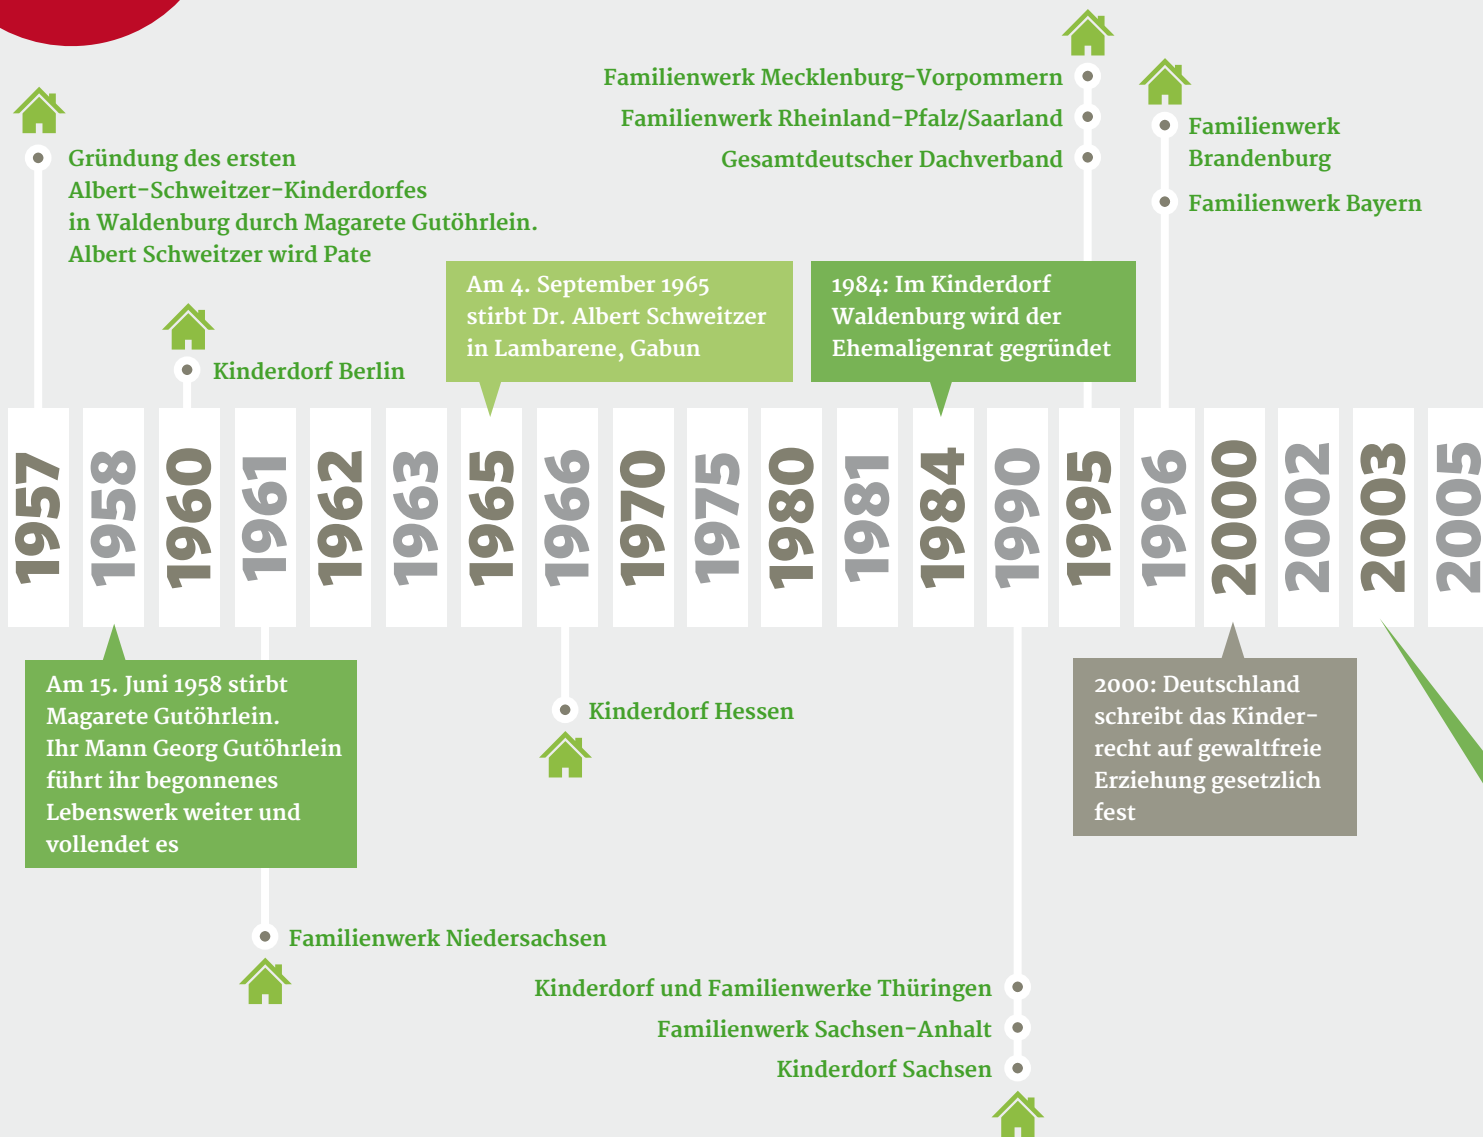 Familienwerk Mecklenburg-Vorpommern
Familienwerk Rheinland-Pfalz/Saarland
Gesamtdeutscher Dachverband
Familienwerk
Brandenburg
Familienwerk Bayern
Gründung des ersten
Albert-Schweitzer-Kinderdorfes
in Waldenburg durch Magarete Gutöhrlein.
Albert Schweitzer wird Pate
Kinderdorf Berlin
Am 4. September 1965
stirbt Dr. Albert Schweitzer
in Lambarene, Gabun
1984: Im Kinderdorf
Waldenburg wird der
Ehemaligenrat gegründet
1957
1958
1960
1961
1962
1963
1965
1966
1970
1975
1980
1981
1984
1990
1995
1996
2000
2002
2003
2005
Am 15. Juni 1958 stirbt
Magarete Gutöhrlein.
Ihr Mann Georg Gutöhrlein
führt ihr begonnenes
Lebenswerk weiter und
vollendet es
Kinderdorf Hessen
2000: Deutschland
schreibt das Kinder-
recht auf gewaltfreie
Erziehung gesetzlich
fest
Familienwerk Niedersachsen
Kinderdorf und Familienwerke Thüringen
Familienwerk Sachsen-Anhalt
Kinderdorf Sachsen